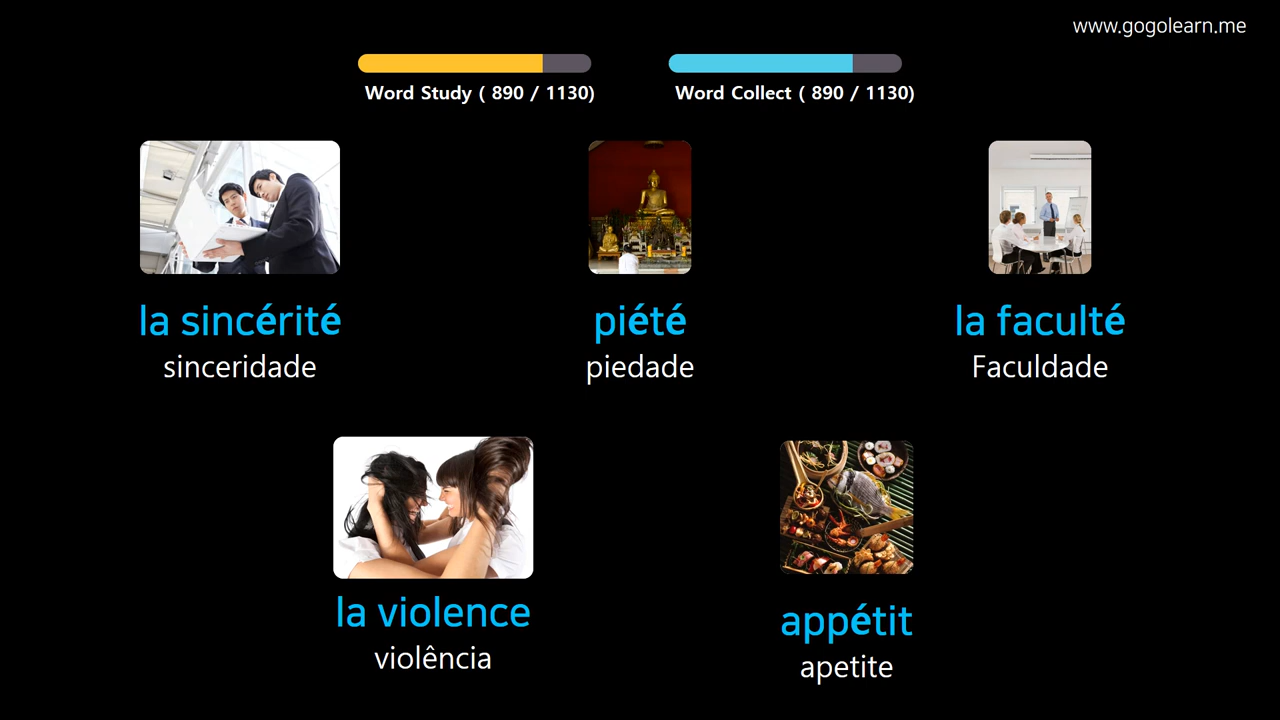 www.gogolearn.me
Word Study ( 890 / 1130)
Word Collect ( 890 / 1130)
la sincérité
sinceridade
piété
piedade
la faculté
Faculdade
la violence
violência
appétit
apetite